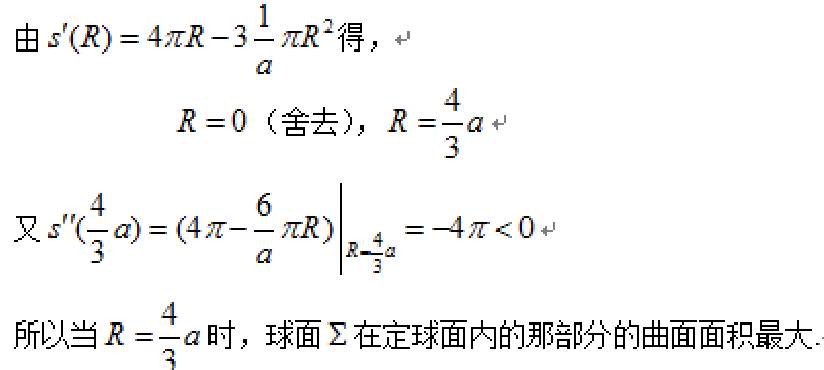 由 s′(R) = 4πR − 3 1/a πR² 得，↵
R = 0（舍去），R = 4/3 a ↵
又 s″(4/3 a) = (4π − 6/a πR)|_{R=4/3 a} = −4π < 0 ↵
所以当 R = 4/3 a 时，球面 Σ 在定球面内的那部分的曲面面积最大.